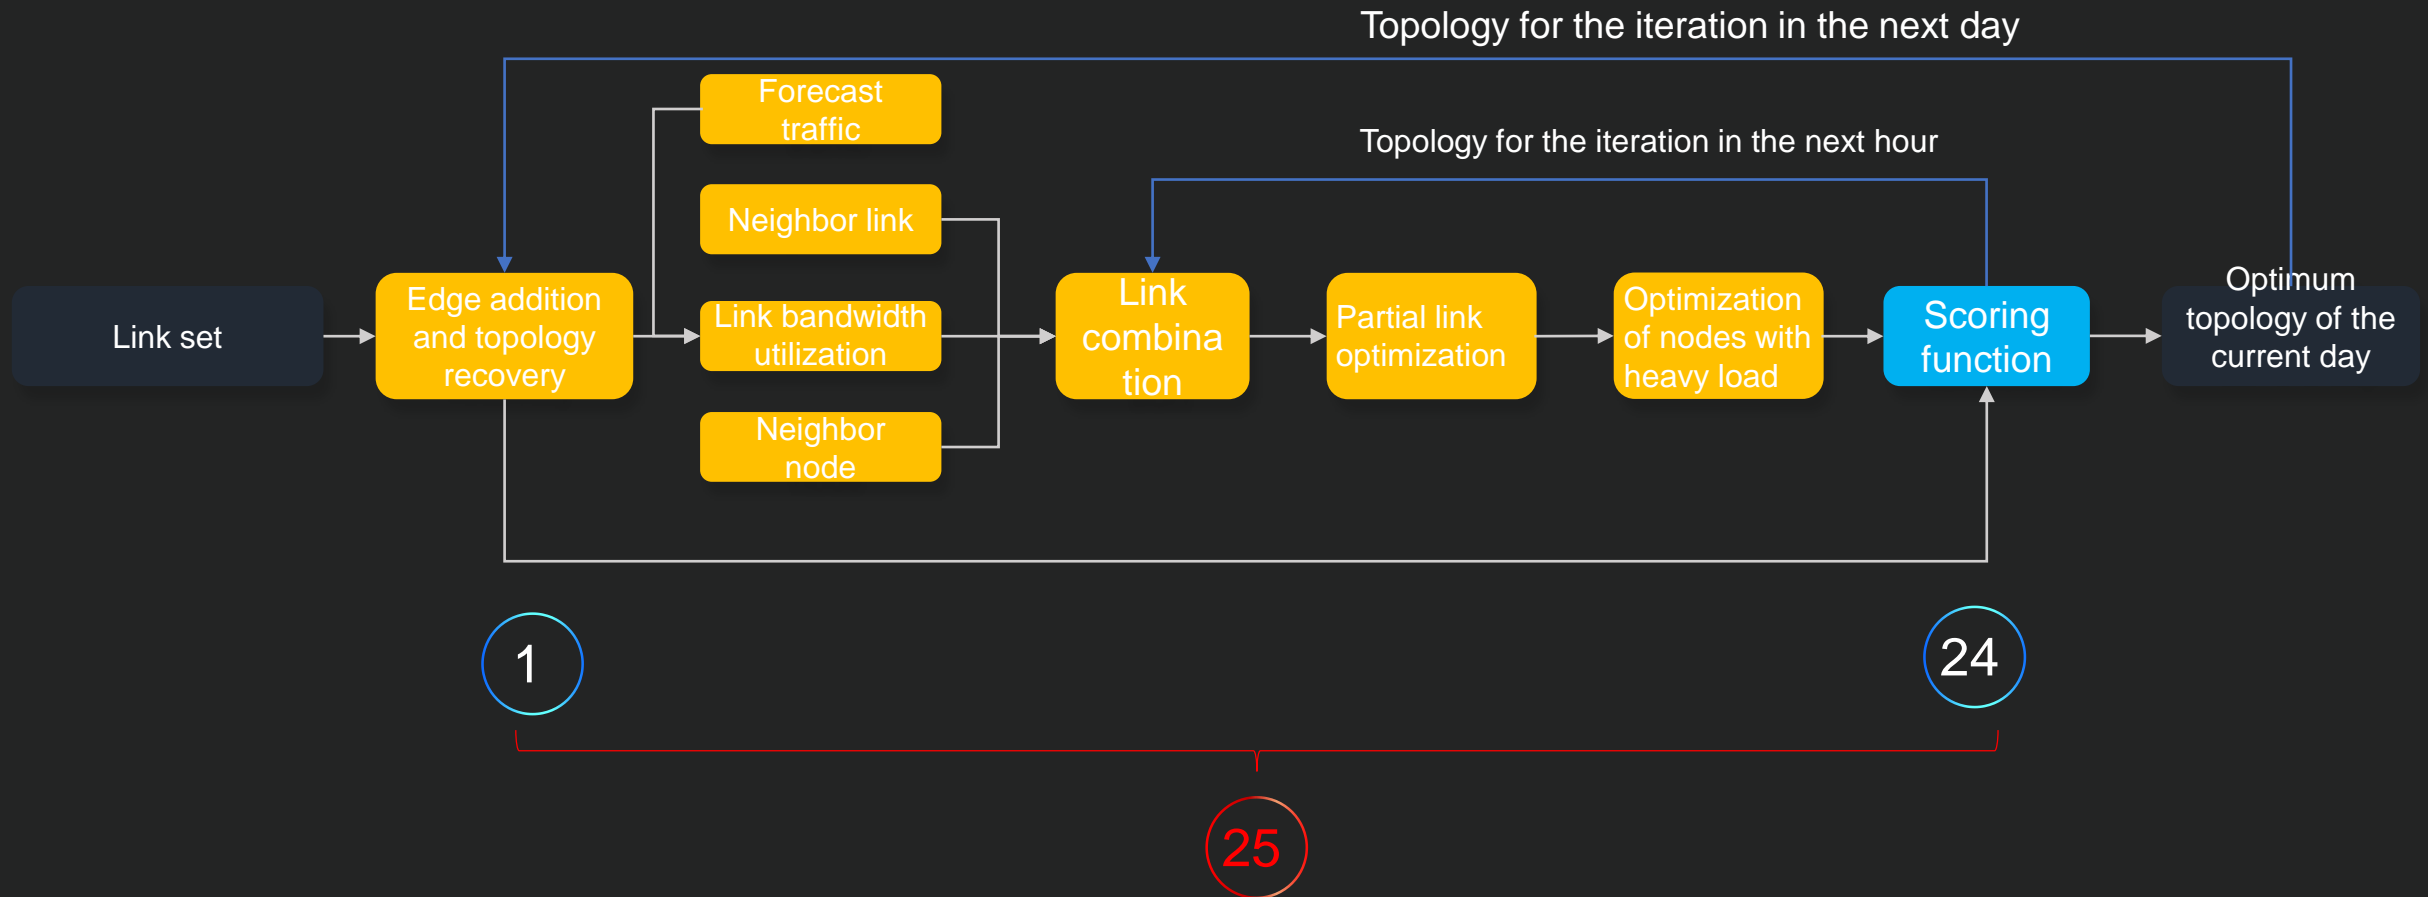 Topology for the iteration in the next day
Forecast
traffic
Topology for the iteration in the next hour
Neighbor link
Link set
Edge addition
and topology
recovery
Link bandwidth
utilization
Neighbor
node
Link
combina
tion
Partial link
optimization
Optimization
of nodes with
heavy load
Scoring
function
Optimum
topology of the
current day
1
24
25